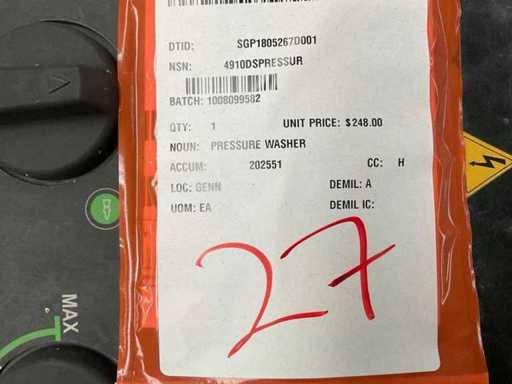 DTID: SGP1805267D001
NSN: 4910DSPRESSUR
BATCH: 1008099582
QTY: 1 UNIT PRICE: $248.00
NOUN: PRESSURE WASHER
ACCUM: 202551 CC: H
LOC: GENN DEMIL: A
UOM: EA DEMIL IC:
27
MAX